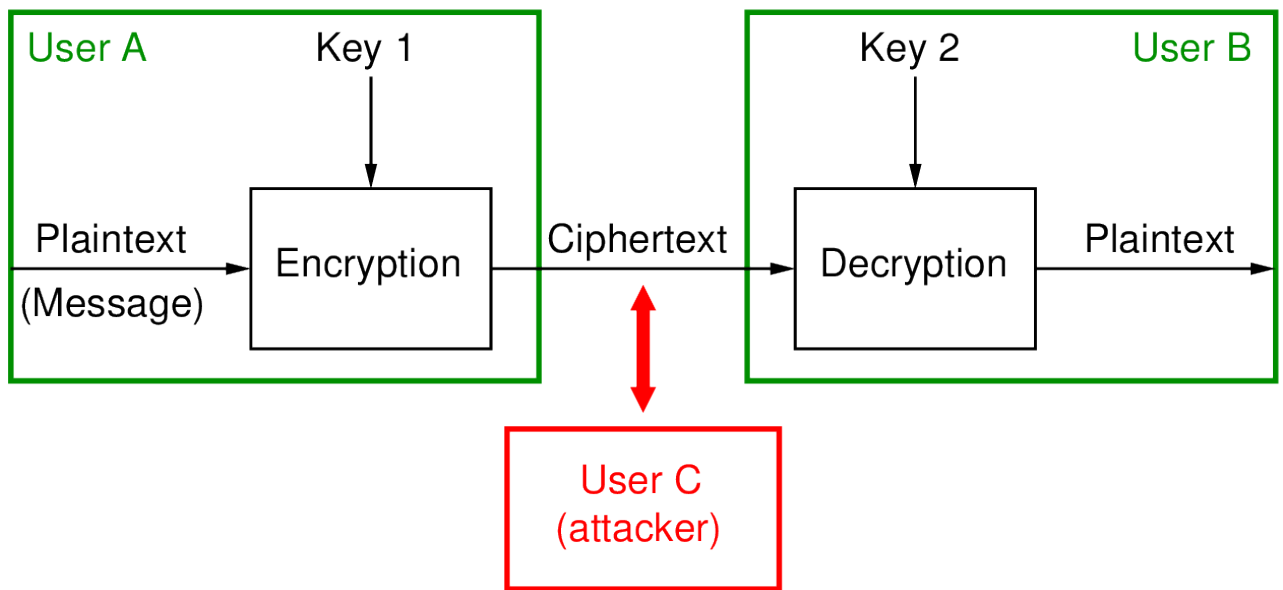 User A
Key 1
Key 2
User B
Plaintext
(Message)
Encryption
Ciphertext
Decryption
Plaintext
User C
(attacker)